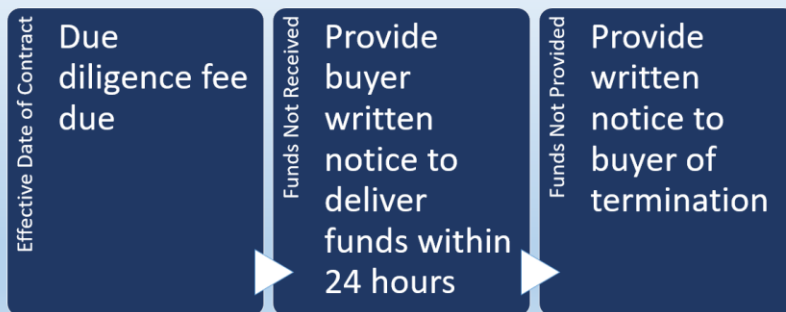 Effective Date of Contract
Due
diligence fee
due
Funds Not Received
Provide
buyer
written
notice to
deliver
funds within
24 hours
Funds Not Provided
Provide
written
notice to
buyer of
termination